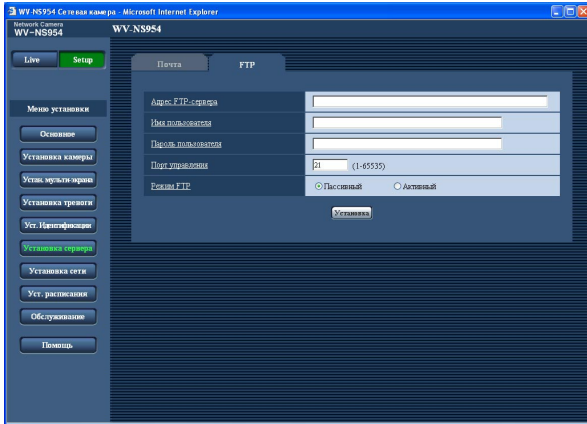 WV-NS954 Сетевая камера - Microsoft Internet Explorer
Network Camera
WV-NS954
WV-NS954
Live
Setup
Почта
FTP
Адрес FTP-сервера
Имя пользователя
Пароль пользователя
Порт управления
21
(1-65535)
Режим FTP
Пассивный
Активный
Установка
Меню установки
Основное
Установка камеры
Устан. мульти-экрана
Установка тревоги
Уст. Идентификации
Установка сервера
Установка сети
Уст. расписания
Обслуживание
Помощь